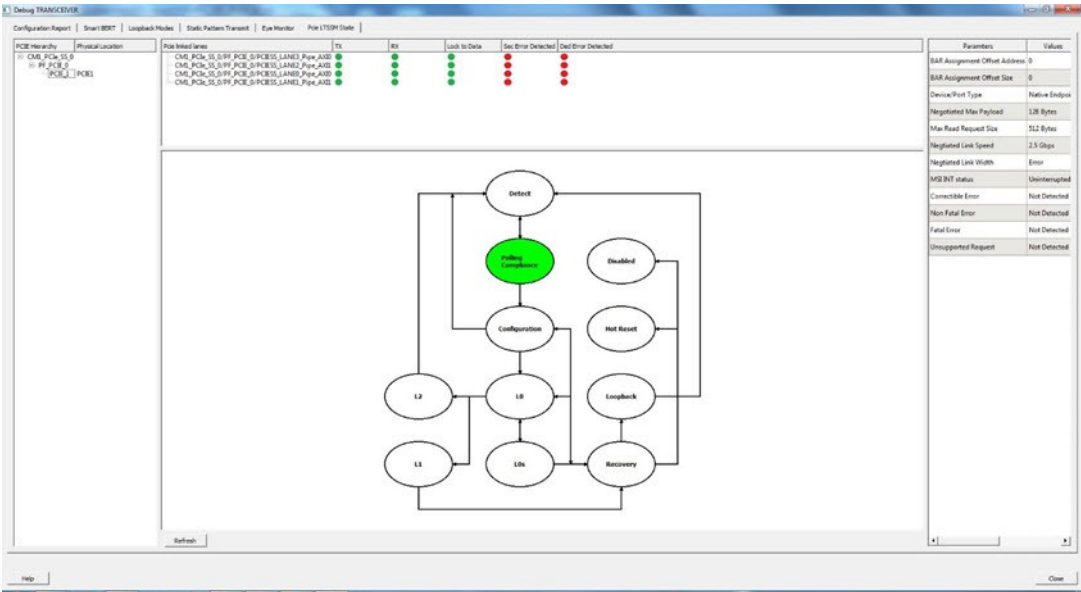 Debug TRANSCEIVER
Configuration Report | Smart BERT | Loopback Modes | Static Pattern Transmit | Eye Monitor | Pcie LTSSM State
PCIE Hierarchy Physical Location
CM1_PCIe_SS_0
PF_PCIE_0
PCIE_1 PCIE1
Pcie linked lanes TX RX Lock to Data Sec Error Detected Ded Error Detected
CM1_PCIe_SS_0/PF_PCIE_0/PCIESS_LANE3_Pipe_AXI0
CM1_PCIe_SS_0/PF_PCIE_0/PCIESS_LANE2_Pipe_AXI1
CM1_PCIe_SS_0/PF_PCIE_0/PCIESS_LANE0_Pipe_AXI0
CM1_PCIe_SS_0/PF_PCIE_0/PCIESS_LANE1_Pipe_AXI1
Detect
Polling
Compliance
Disabled
Configuration
Hot Reset
L2
L0
Loopback
L1
L0s
Recovery
Refresh
Paramters Values
BAR Assignment Offset Address 0
BAR Assignment Offset Size 0
Device/Port Type Native Endpoi
Negotiated Max Payload 128 Bytes
Max Read Request Size 512 Bytes
Negtiated Link Speed 2.5 Gbps
Negtiated Link Width Error
MSI INT status Uninterrupted
Correctible Error Not Detected
Non Fatal Error Not Detected
Fatal Error Not Detected
Unsupported Request Not Detected
Help
Close